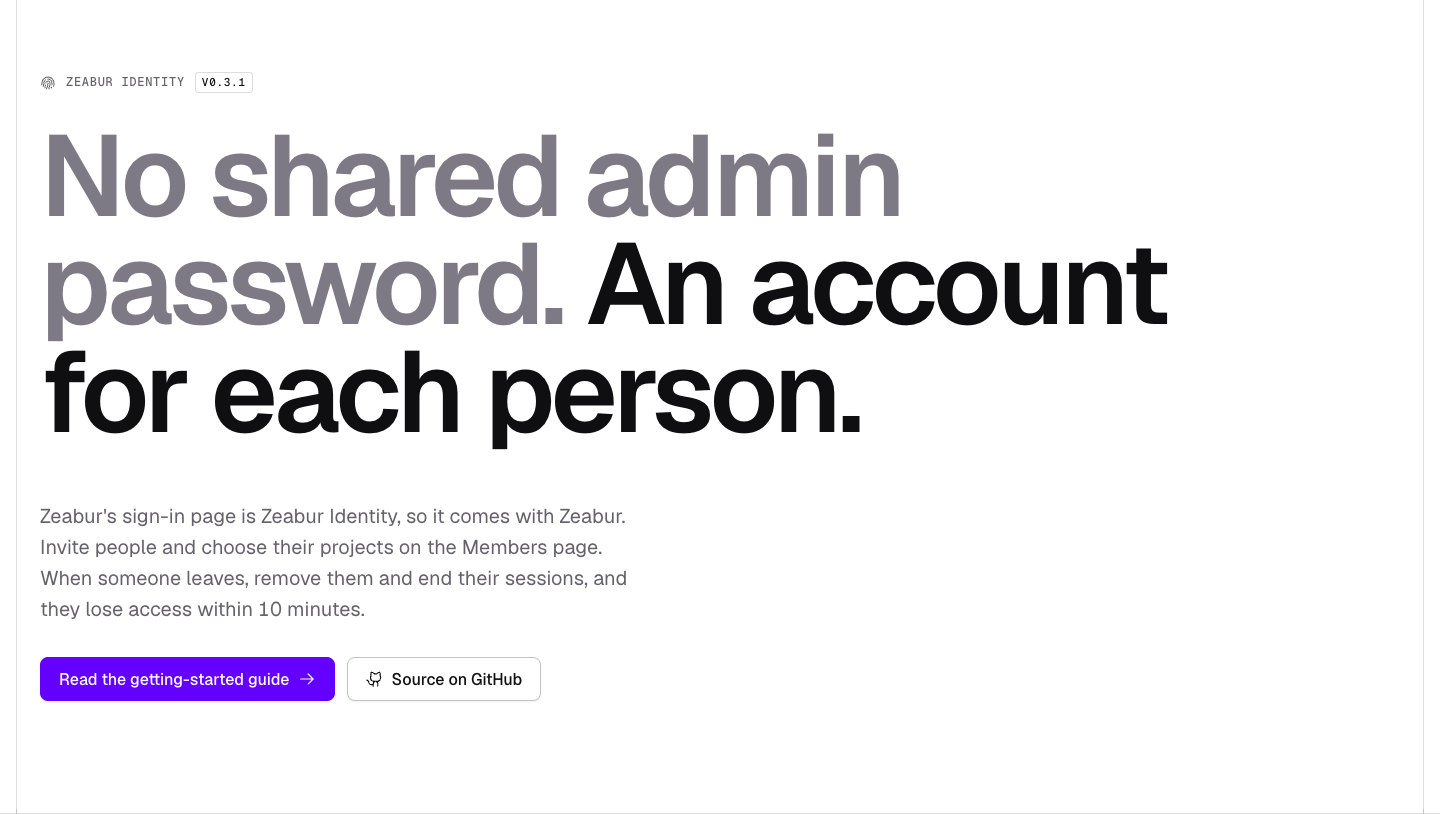 ZEABUR IDENTITY V0.3.1
No shared admin
password. An account
for each person.
Zeabur's sign-in page is Zeabur Identity, so it comes with Zeabur.
Invite people and choose their projects on the Members page.
When someone leaves, remove them and end their sessions, and
they lose access within 10 minutes.
Read the getting-started guide →
Source on GitHub